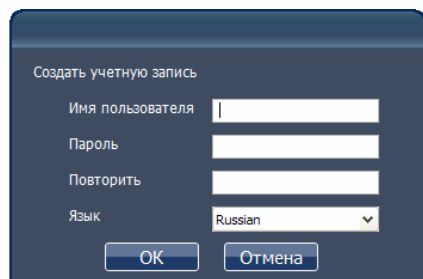 Создать учетную запись
Имя пользователя
Пароль
Повторить
Язык Russian
OK Отмена